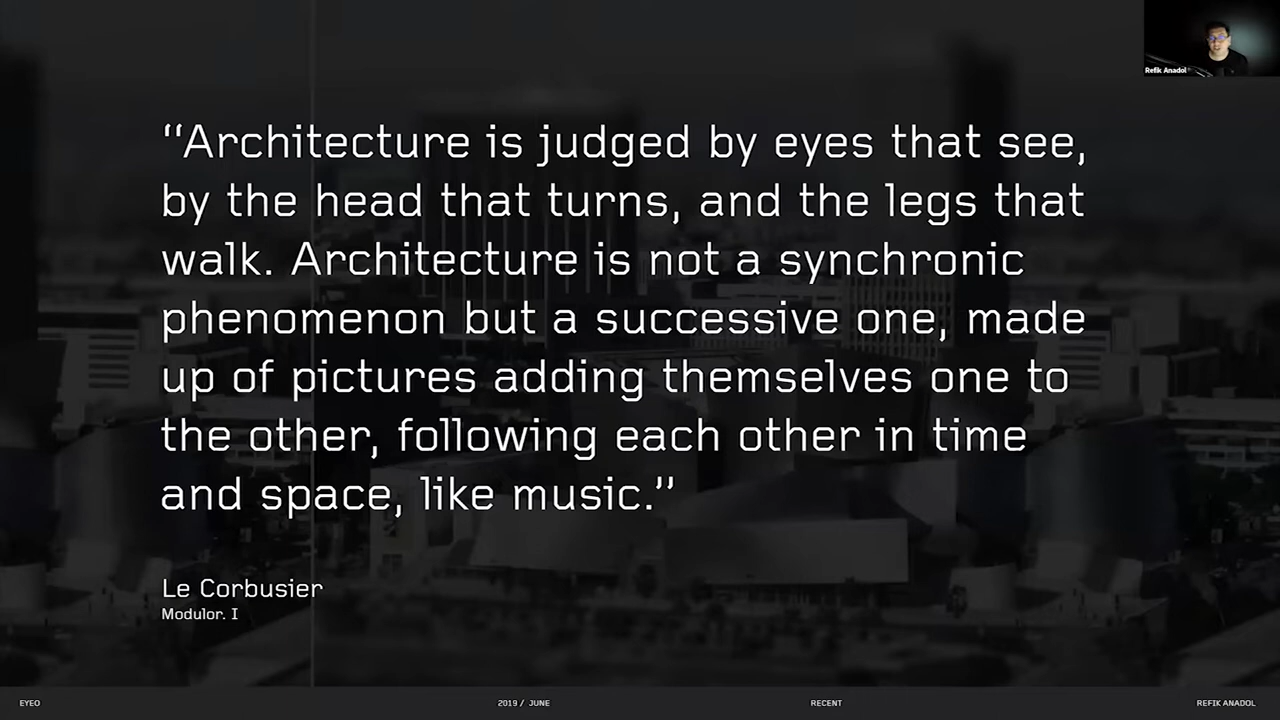 Refik Anadol
“Architecture is judged by eyes that see,
by the head that turns, and the legs that
walk. Architecture is not a synchronic
phenomenon but a successive one, made
up of pictures adding themselves one to
the other, following each other in time
and space, like music.”
Le Corbusier
Modulor. I
EYEO 2019 / JUNE RECENT REFIK ANADOL